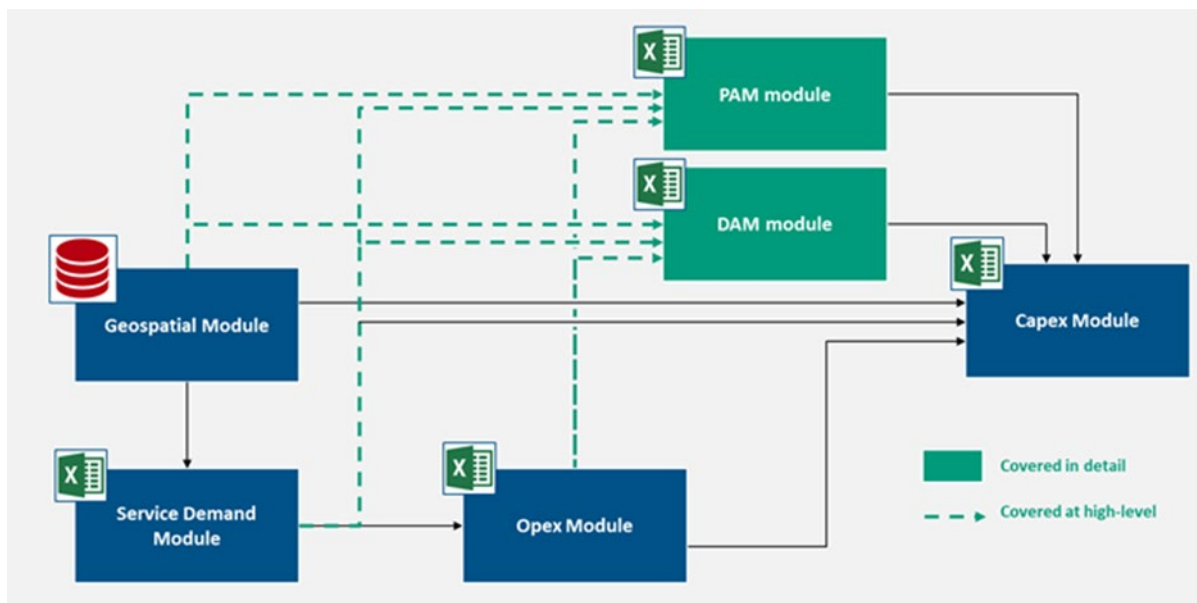 X
PAM module
X
DAM module
Geospatial Module
X
Capex Module
X
Service Demand
Module
X
Opex Module
Covered in detail
Covered at high-level